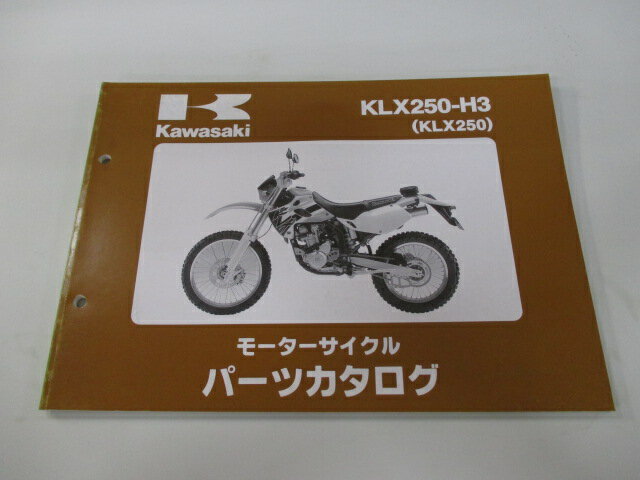 Kawasaki
KLX250-H3
(KLX250)
モーターサイクル
パーツカタログ